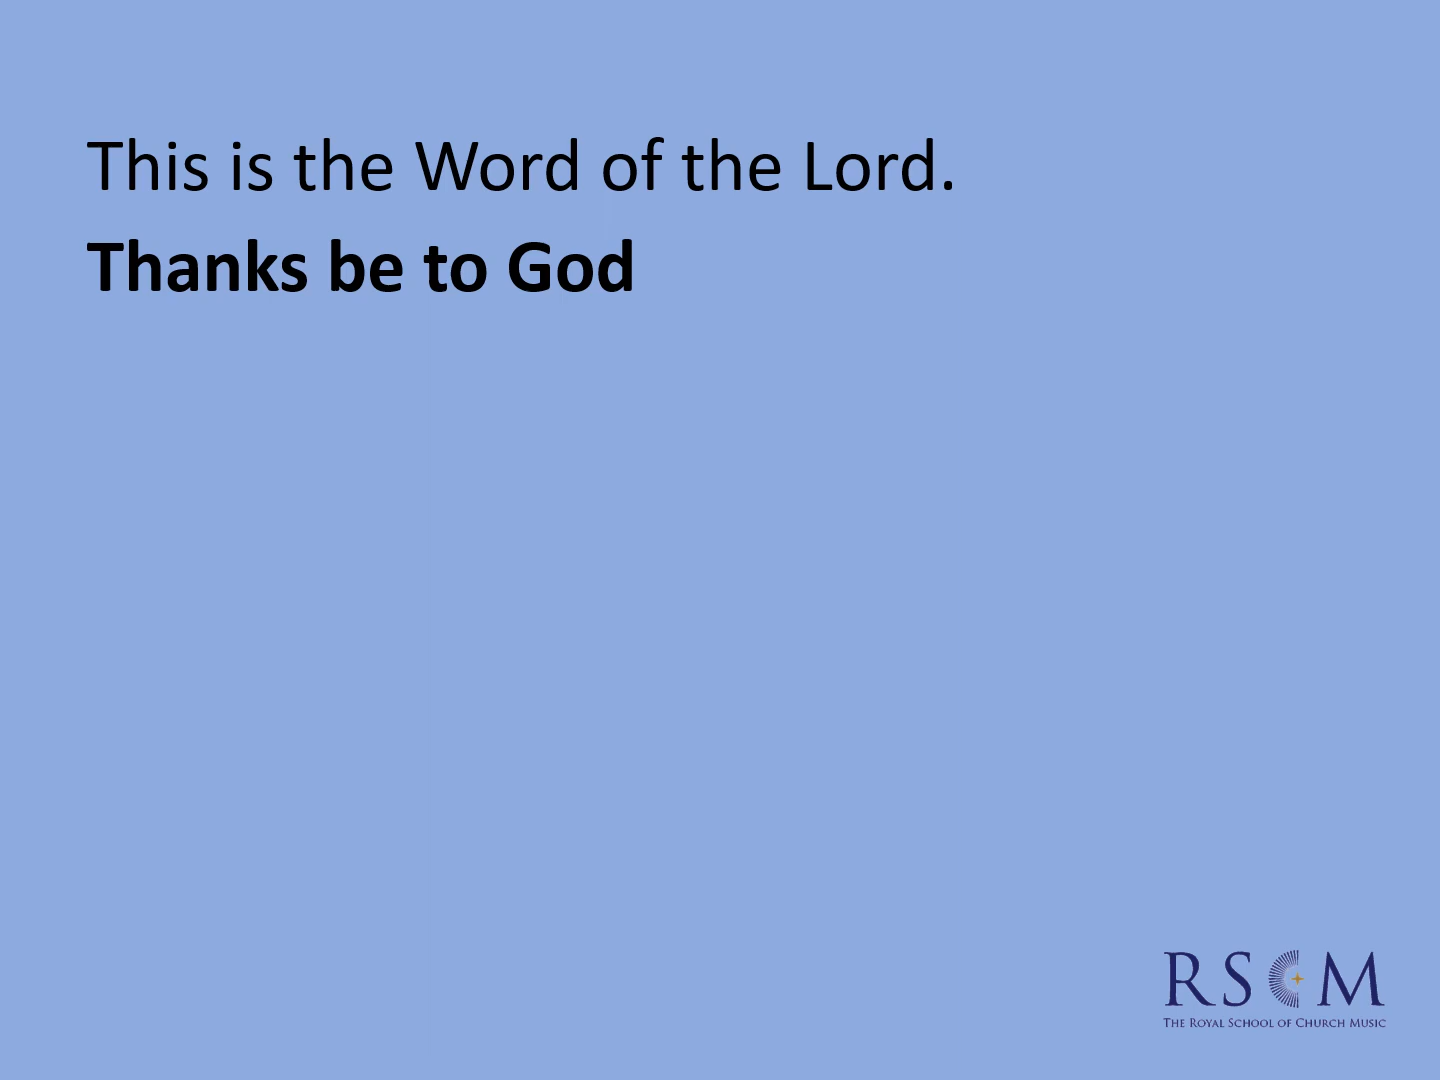 This is the Word of the Lord.
Thanks be to God
RSCM
The Royal School of Church Music